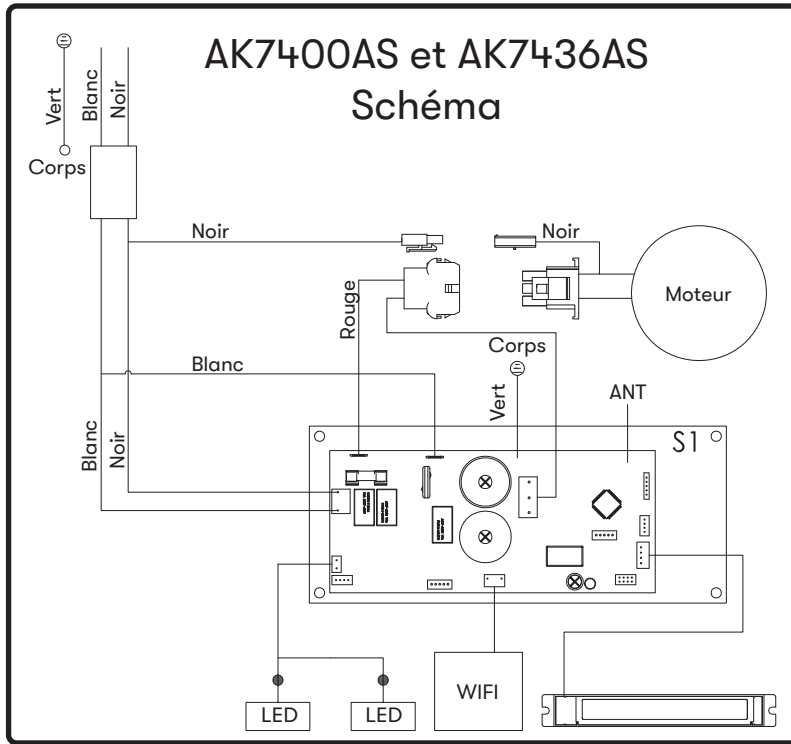 AK7400AS et AK7436AS
Schéma
Vert
Blanc
Noir
Corps
Noir
Noir
Moteur
Rouge
Corps
Blanc
Vert
ANT
Blanc
Noir
S1
LED
LED
WIFI